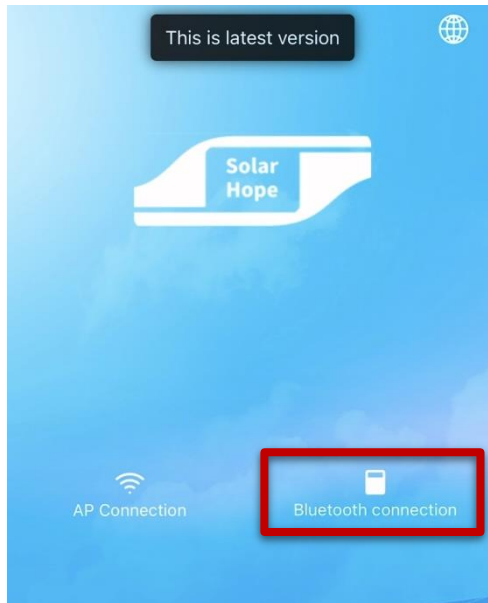 This is latest version
Solar
Hope
AP Connection
Bluetooth connection